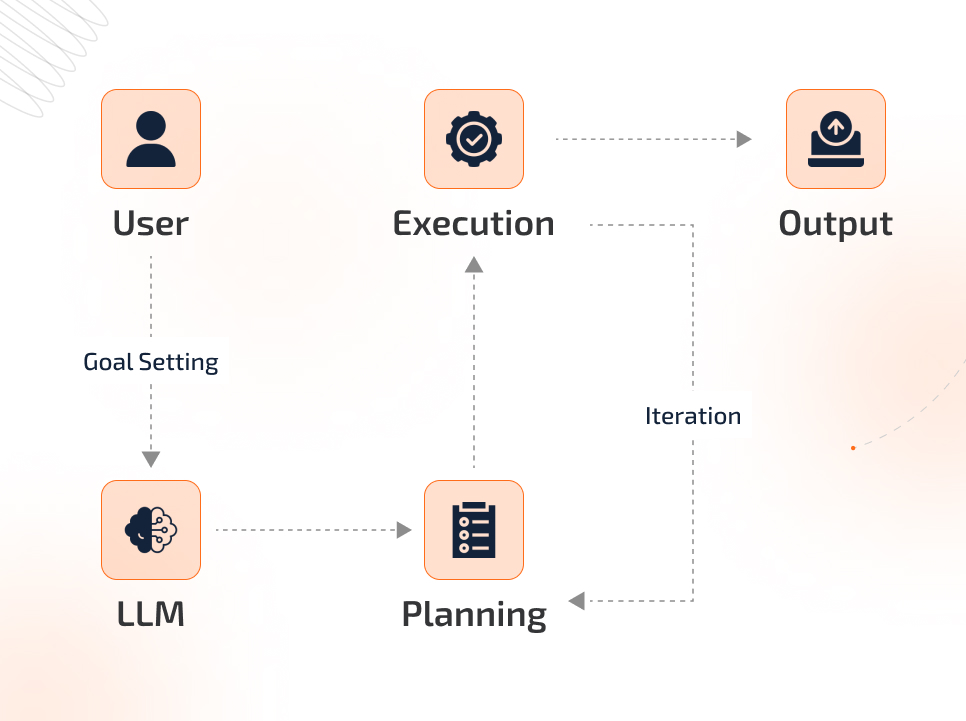 User
Execution
Output
Goal Setting
Iteration
LLM
Planning